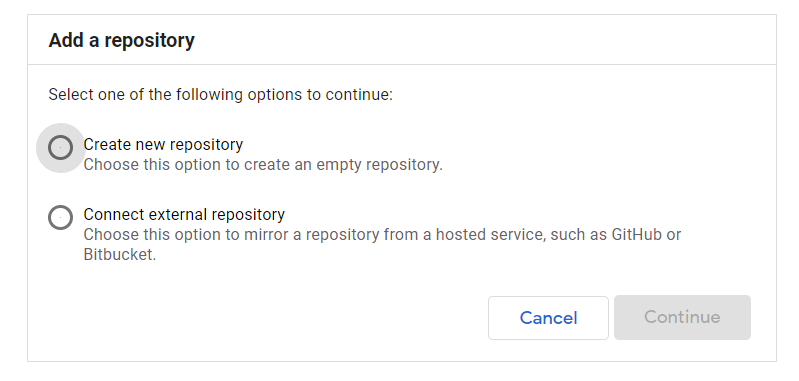 Add a repository
Select one of the following options to continue:
Create new repository
Choose this option to create an empty repository.
Connect external repository
Choose this option to mirror a repository from a hosted service, such as GitHub or
Bitbucket.
Cancel
Continue